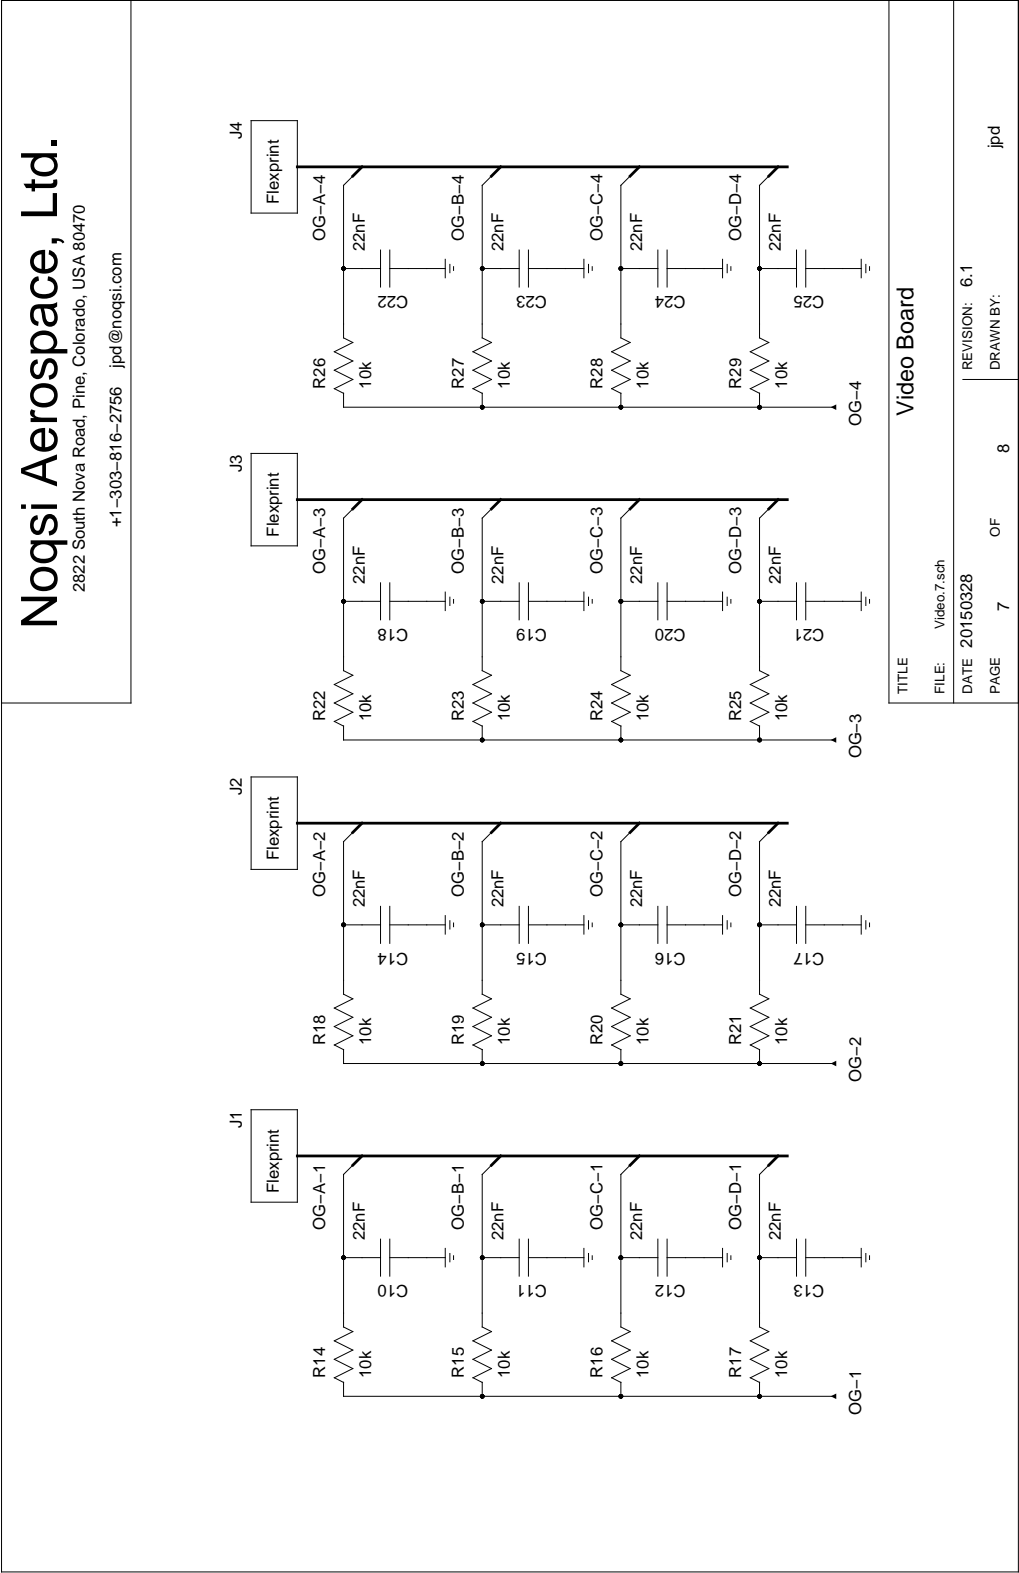 Noqsi Aerospace, Ltd.
2822 South Nova Road, Pine, Colorado, USA 80470
+1−303−816−2756 jpd@noqsi.com
J1
Flexprint
OG−A−1
R14
10k
22nF
C10
OG−B−1
R15
10k
22nF
C11
OG−C−1
R16
10k
22nF
C12
OG−D−1
R17
10k
22nF
C13
OG−1
J2
Flexprint
OG−A−2
R18
10k
22nF
C14
OG−B−2
R19
10k
22nF
C15
OG−C−2
R20
10k
22nF
C16
OG−D−2
R21
10k
22nF
C17
OG−2
J3
Flexprint
OG−A−3
R22
10k
22nF
C18
OG−B−3
R23
10k
22nF
C19
OG−C−3
R24
10k
22nF
C20
OG−D−3
R25
10k
22nF
C21
OG−3
J4
Flexprint
OG−A−4
R26
10k
22nF
C22
OG−B−4
R27
10k
22nF
C23
OG−C−4
R28
10k
22nF
C24
OG−D−4
R29
10k
22nF
C25
OG−4
TITLE
Video Board
FILE: Video.7.sch
DATE 20150328 REVISION: 6.1
PAGE 7 OF 8 DRAWN BY: jpd